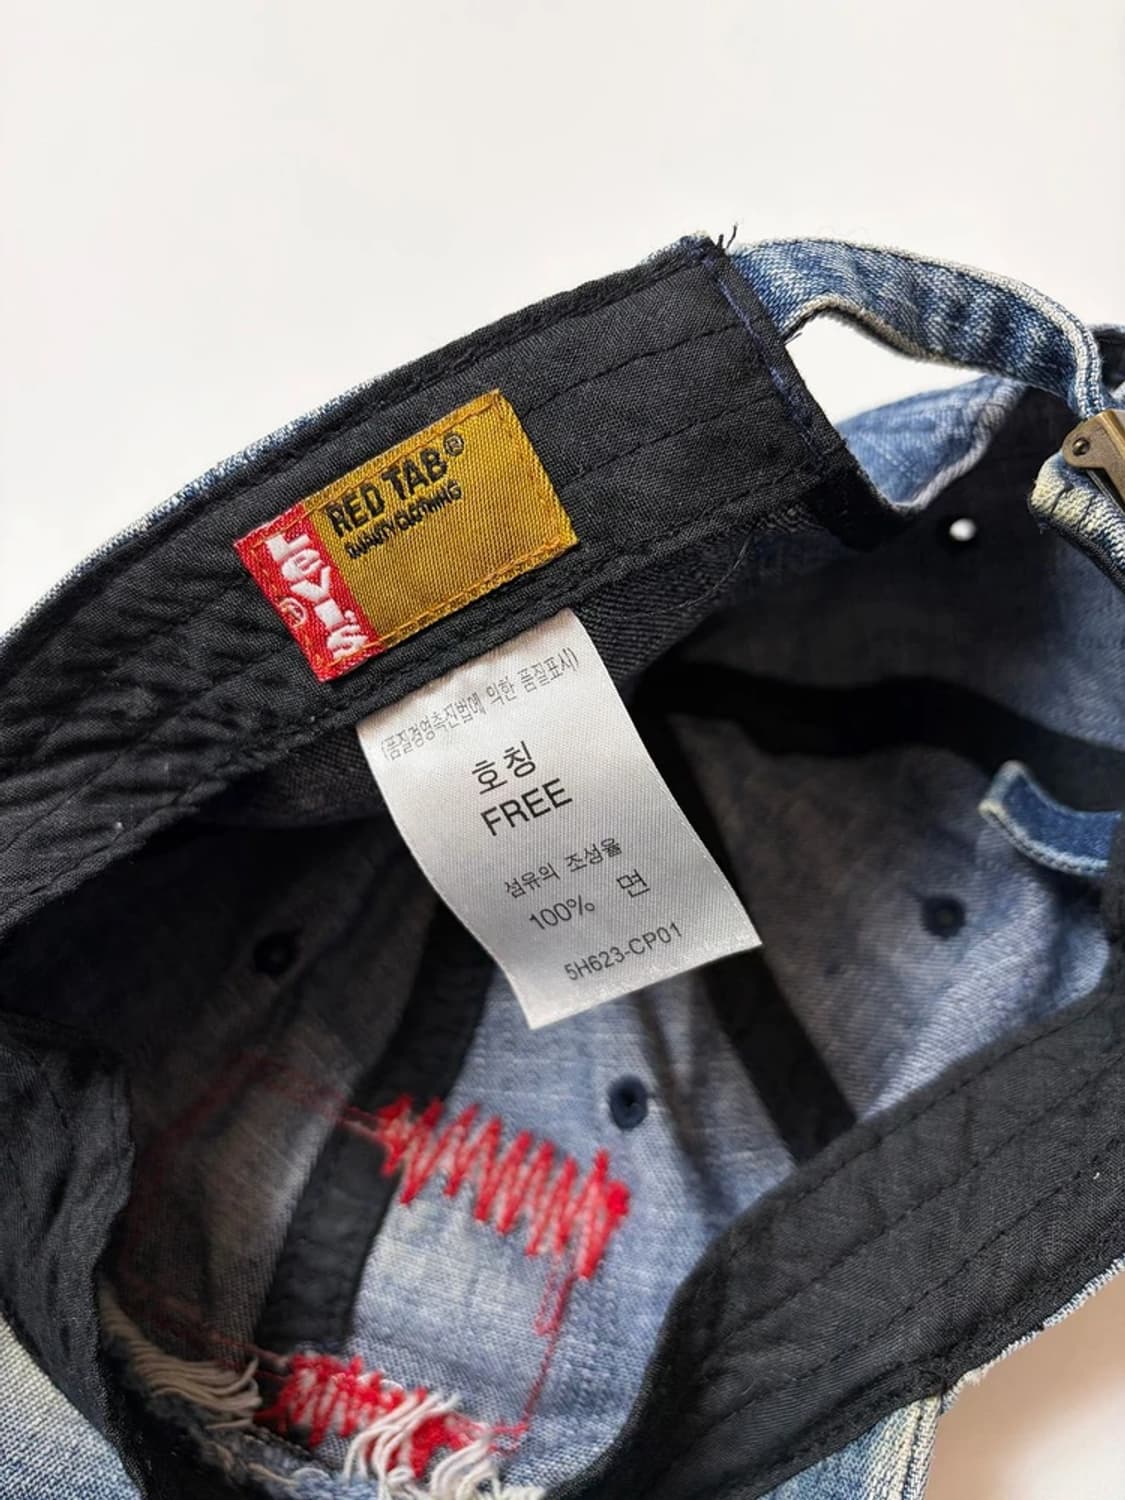 RED TAB®
QUALITY CLOTHING
Levi's®
(품질경영촉진법에 의한 품질표시)
호칭
FREE
섬유의 조성율
100% 면
5H623-CP01